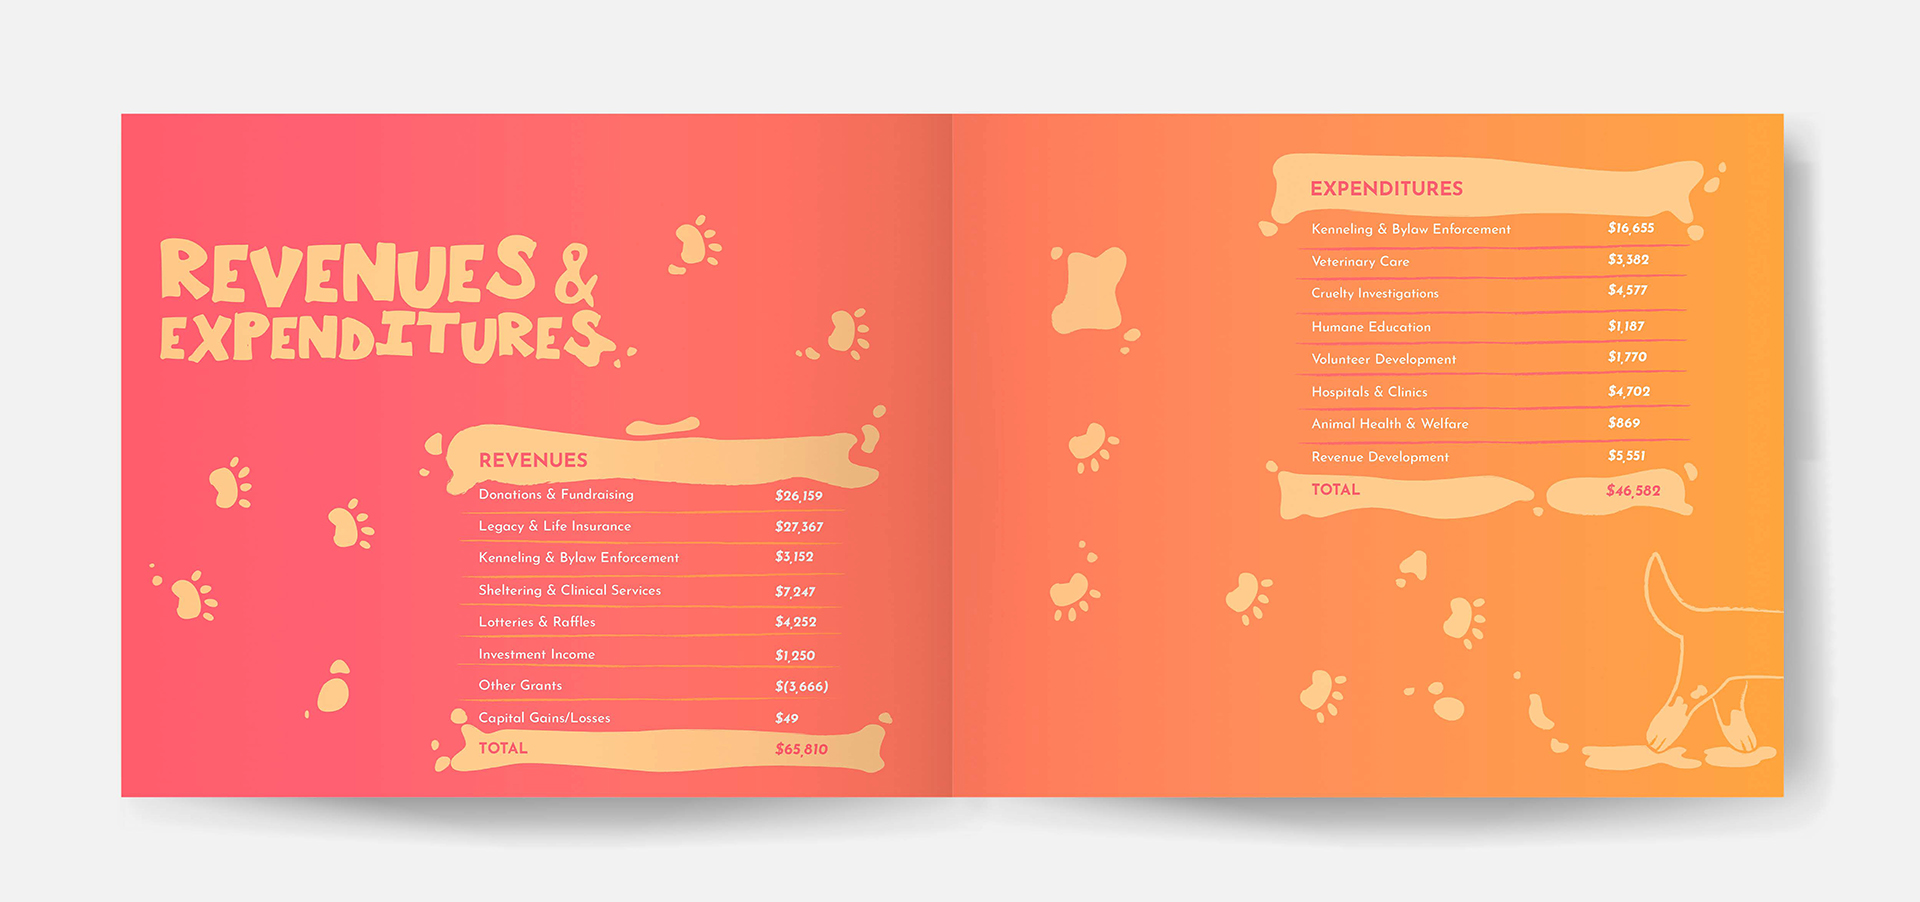 REVENUES &
EXPENDITURES
REVENUES
Donations & Fundraising $26,159
Legacy & Life Insurance $27,367
Kenneling & Bylaw Enforcement $3,152
Sheltering & Clinical Services $7,247
Lotteries & Raffles $4,252
Investment Income $1,250
Other Grants $(3,666)
Capital Gains/Losses $49
TOTAL $65,810
EXPENDITURES
Kenneling & Bylaw Enforcement $16,655
Veterinary Care $3,382
Cruelty Investigations $4,577
Humane Education $1,187
Volunteer Development $1,770
Hospitals & Clinics $4,702
Animal Health & Welfare $869
Revenue Development $5,551
TOTAL $46,582